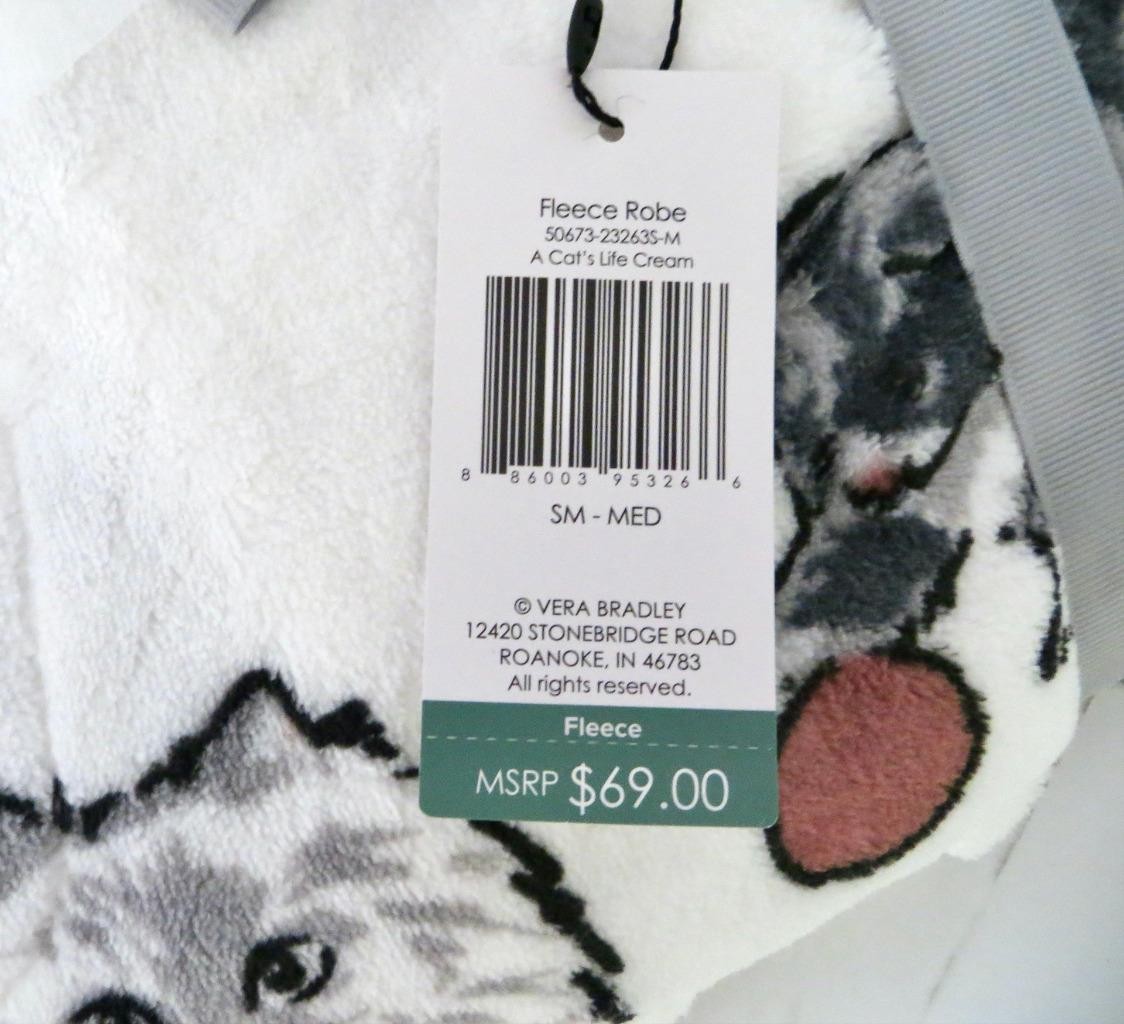 Fleece Robe
50673-23263S-M
A Cat's Life Cream
8 86003 95326 6
SM - MED
© VERA BRADLEY
12420 STONEBRIDGE ROAD
ROANOKE, IN 46783
All rights reserved.
Fleece
MSRP $69.00